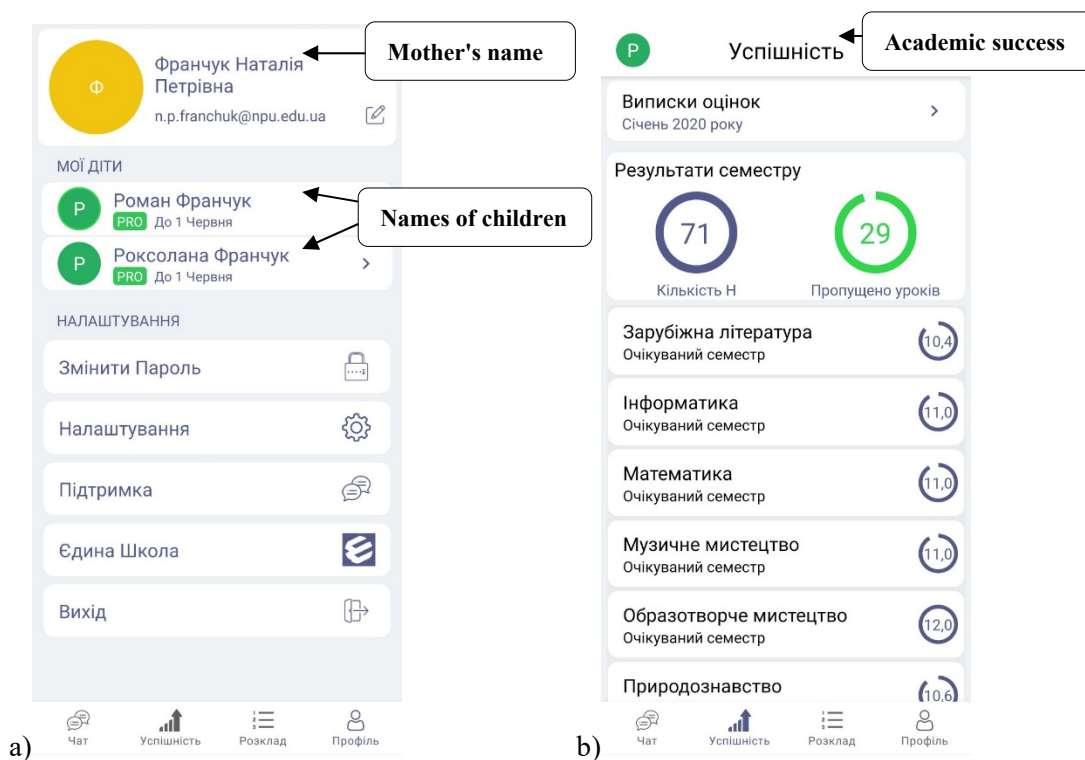 Франчук Наталія
Петрівна
n.p.franchuk@npu.edu.ua
Ф
Mother's name
МОЇ ДІТИ
Р
Роман Франчук
PRO До 1 Червня
Names of children
Р
Роксолана Франчук
PRO До 1 Червня
НАЛАШТУВАННЯ
Змінити Пароль
Налаштування
Підтримка
Єдина Школа
Вихід
Чат Успішність Розклад Профіль
a)
Р
Успішність
Academic success
Виписки оцінок
Січень 2020 року
Результати семестру
71 29
Кількість Н Пропущено уроків
Зарубіжна література
Очікуваний семестр
10,4
Інформатика
Очікуваний семестр
11,0
Математика
Очікуваний семестр
11,0
Музичне мистецтво
Очікуваний семестр
11,0
Образотворче мистецтво
Очікуваний семестр
12,0
Природознавство
10,6
Чат Успішність Розклад Профіль
b)